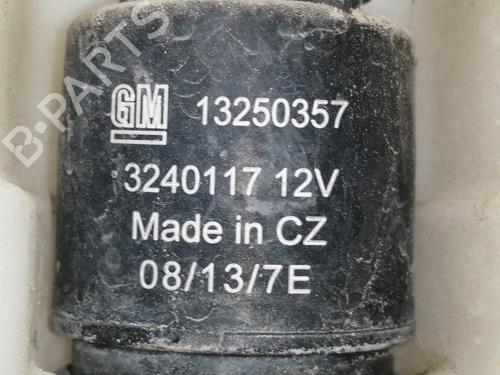 B-PARTS
GM 13250357
3240117 12V
Made in CZ
08/13/7E